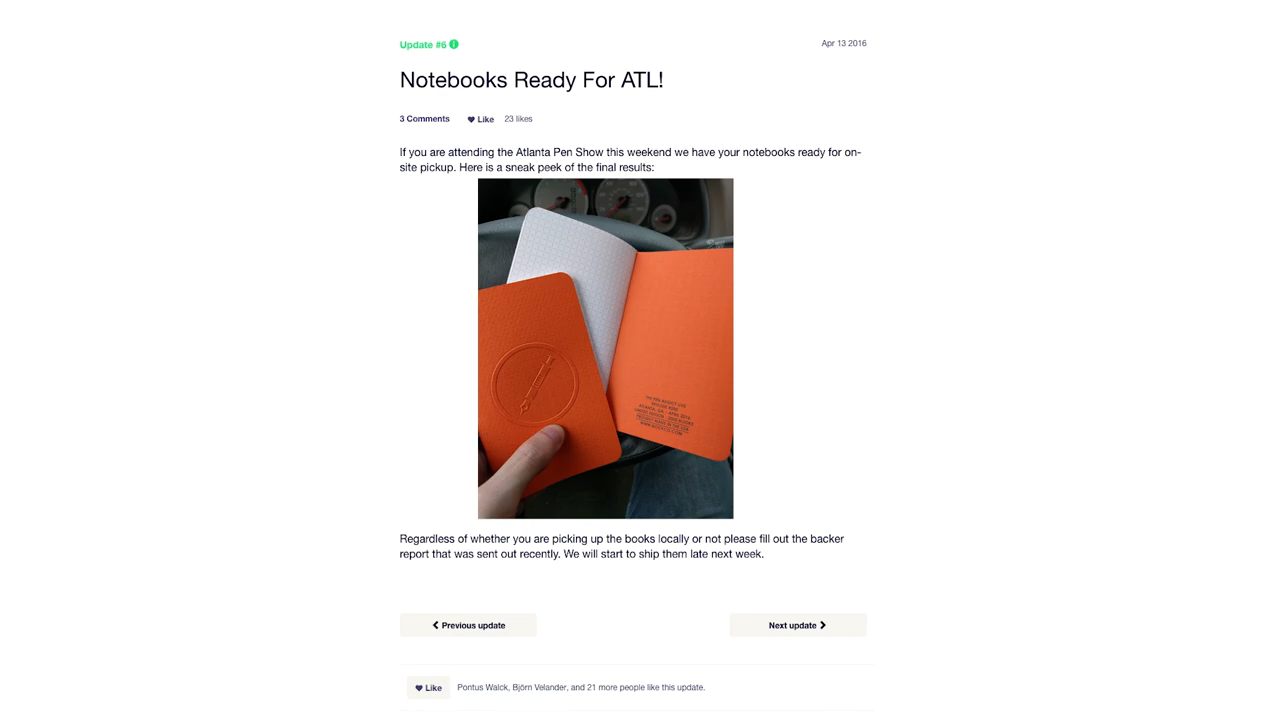 Update #6
Apr 13 2016
Notebooks Ready For ATL!
3 Comments Like 23 likes
If you are attending the Atlanta Pen Show this weekend we have your notebooks ready for on-
site pickup. Here is a sneak peek of the final results:
ATLANTA, GA - APRIL 2016
Regardless of whether you are picking up the books locally or not please fill out the backer
report that was sent out recently. We will start to ship them late next week.
Previous update
Next update
Like Pontus Walck, Björn Velander, and 21 more people like this update.